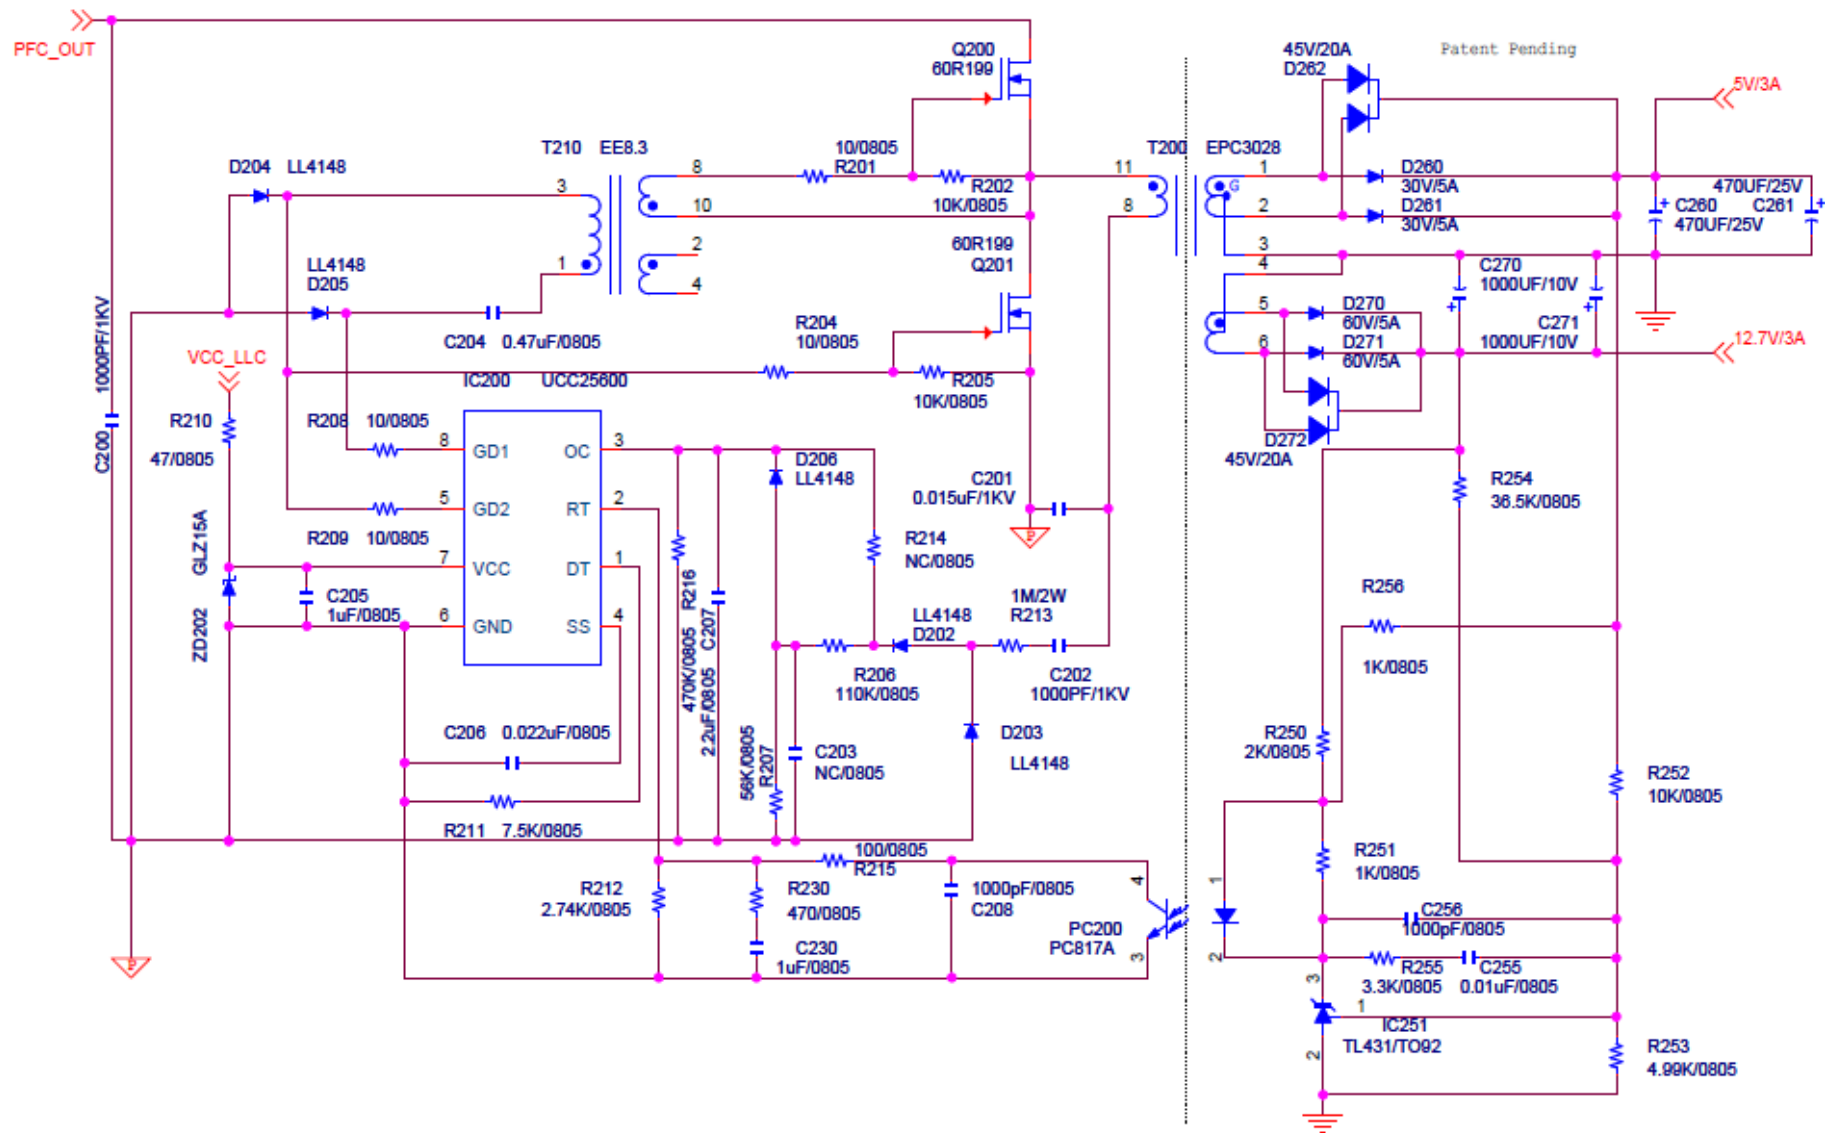 PFC_OUT
Q200
60R199
45V/20A
D262
Patent Pending
5V/3A
D204 LL4148
T210 EE8.3
10/0805
R201
R202
10K/0805
T200 EPC3028
D260
30V/5A
D261
30V/5A
470UF/25V
C260
C261
470UF/25V
3
1
8
10
2
4
11
8
1
G
2
3
4
5
6
60R199
Q201
LL4148
D205
C204 0.47uF/0805
R204
10/0805
C270
1000UF/10V
C271
1000UF/10V
D270
60V/5A
D271
60V/5A
12.7V/3A
1000PF/1KV
C200
VCC_LLC
IC200 UCC25600
R205
10K/0805
R210
47/0805
R208 10/0805
8 GD1 OC 3
5 GD2 RT 2
7 VCC DT 1
6 GND SS 4
R209 10/0805
GLZ15A
ZD202
C205
1uF/0805
D206
LL4148
C201
0.015uF/1KV
P
D272
45V/20A
R254
36.5K/0805
R214
NC/0805
470K/0805 R216
2.2uF/0805 C207
LL4148
D202
1M/2W
R213
R206
110K/0805
C202
1000PF/1KV
R256
1K/0805
C206 0.022uF/0805
56K/0805
R207
C203
NC/0805
D203
LL4148
R250
2K/0805
R252
10K/0805
R211 7.5K/0805
100/0805
R215
R251
1K/0805
R212
2.74K/0805
R230
470/0805
1000pF/0805
C208
4
3
PC200
PC817A
1
2
C256
1000pF/0805
C230
1uF/0805
R255
3.3K/0805
C255
0.01uF/0805
P
3
1
2
IC251
TL431/TO92
R253
4.99K/0805